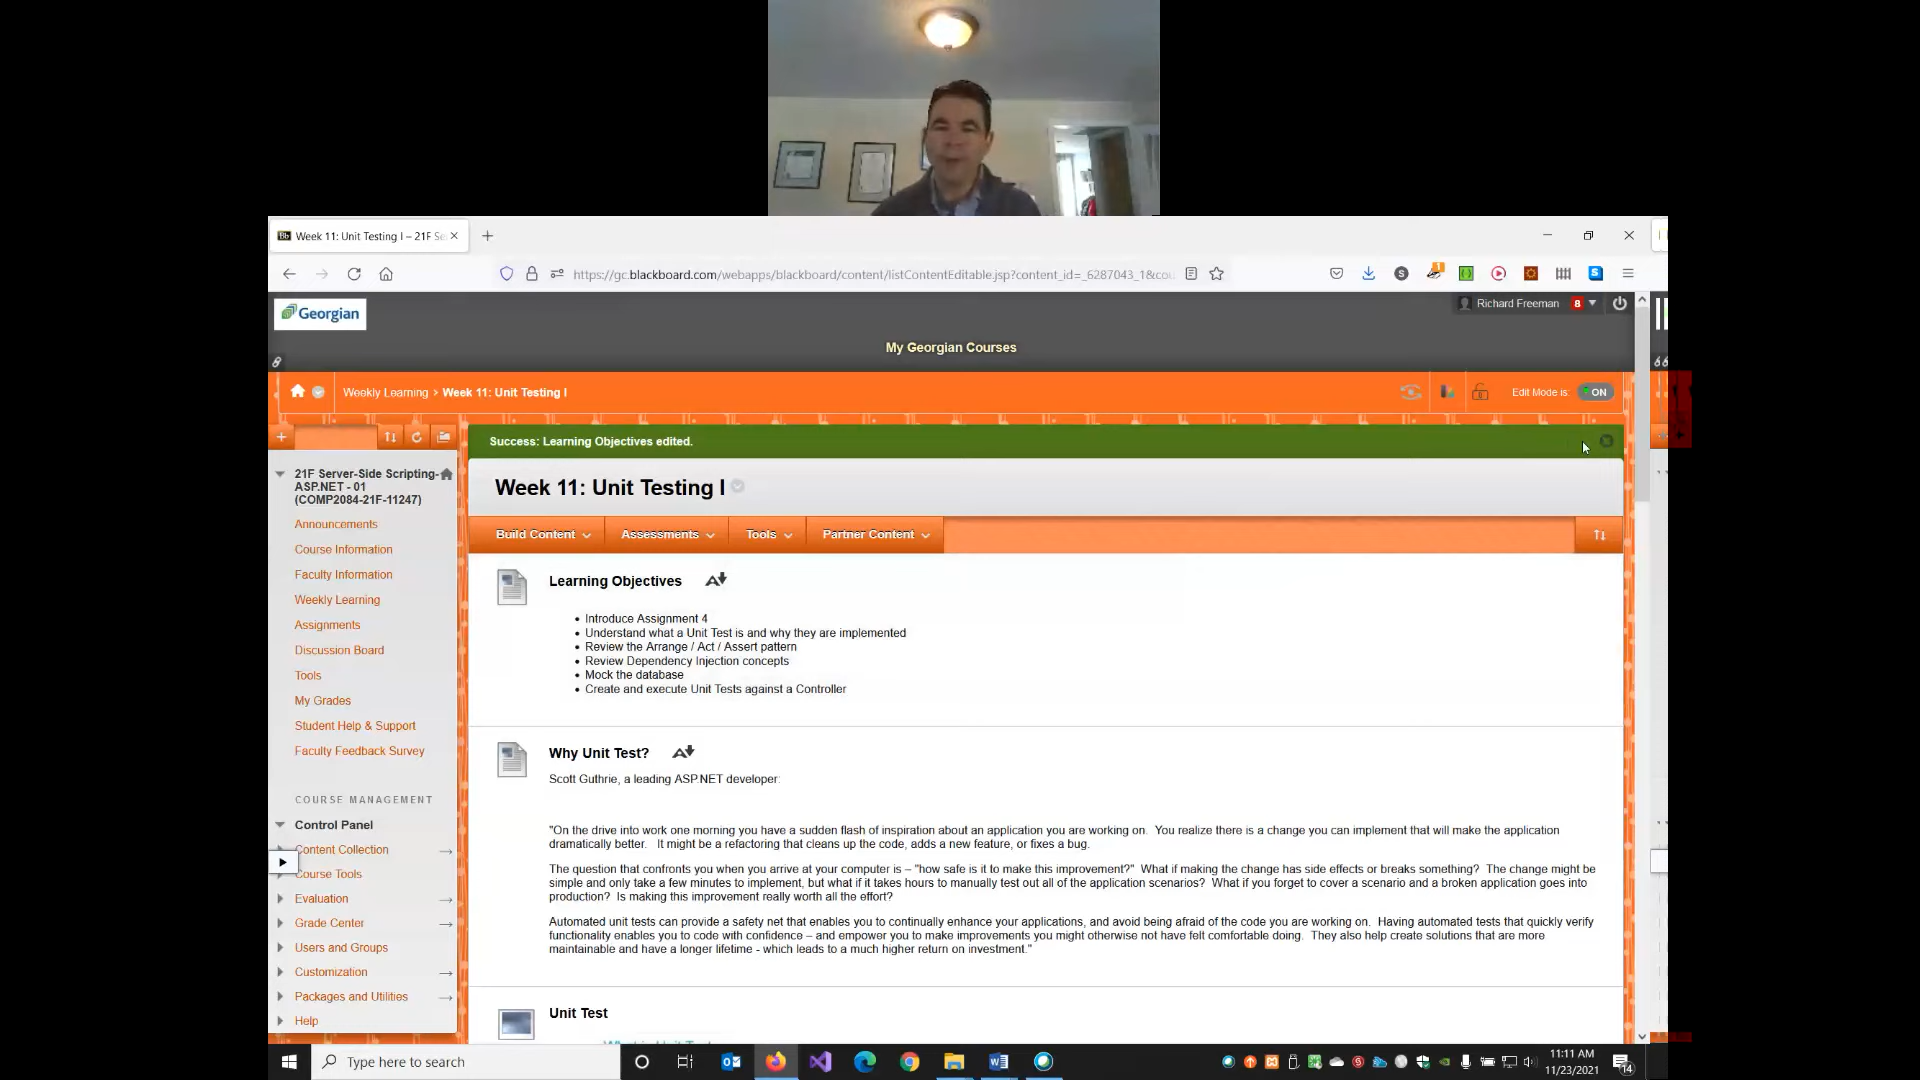 Week 11: Unit Testing I – 21F Se
https://gc.blackboard.com/webapps/blackboard/content/listContentEditable.jsp?content_id=_6287043_1&cou
Georgian
Richard Freeman 8
My Georgian Courses
Weekly Learning > Week 11: Unit Testing I
Edit Mode is: ON
Success: Learning Objectives edited.
21F Server-Side Scripting-
ASP.NET - 01
(COMP2084-21F-11247)
Announcements
Course Information
Faculty Information
Weekly Learning
Assignments
Discussion Board
Tools
My Grades
Student Help & Support
Faculty Feedback Survey
COURSE MANAGEMENT
Control Panel
Content Collection
Course Tools
Evaluation
Grade Center
Users and Groups
Customization
Packages and Utilities
Help
Week 11: Unit Testing I
Build Content Assessments Tools Partner Content
Learning Objectives
• Introduce Assignment 4
• Understand what a Unit Test is and why they are implemented
• Review the Arrange / Act / Assert pattern
• Review Dependency Injection concepts
• Mock the database
• Create and execute Unit Tests against a Controller
Why Unit Test?
Scott Guthrie, a leading ASP.NET developer:
"On the drive into work one morning you have a sudden flash of inspiration about an application you are working on. You realize there is a change you can implement that will make the application
dramatically better. It might be a refactoring that cleans up the code, adds a new feature, or fixes a bug.
The question that confronts you when you arrive at your computer is – "how safe is it to make this improvement?" What if making the change has side effects or breaks something? The change might be
simple and only take a few minutes to implement, but what if it takes hours to manually test out all of the application scenarios? What if you forget to cover a scenario and a broken application goes into
production? Is making this improvement really worth all the effort?
Automated unit tests can provide a safety net that enables you to continually enhance your applications, and avoid being afraid of the code you are working on. Having automated tests that quickly verify
functionality enables you to code with confidence – and empower you to make improvements you might otherwise not have felt comfortable doing. They also help create solutions that are more
maintainable and have a longer lifetime - which leads to a much higher return on investment."
Unit Test
Type here to search
11:11 AM
11/23/2021
14